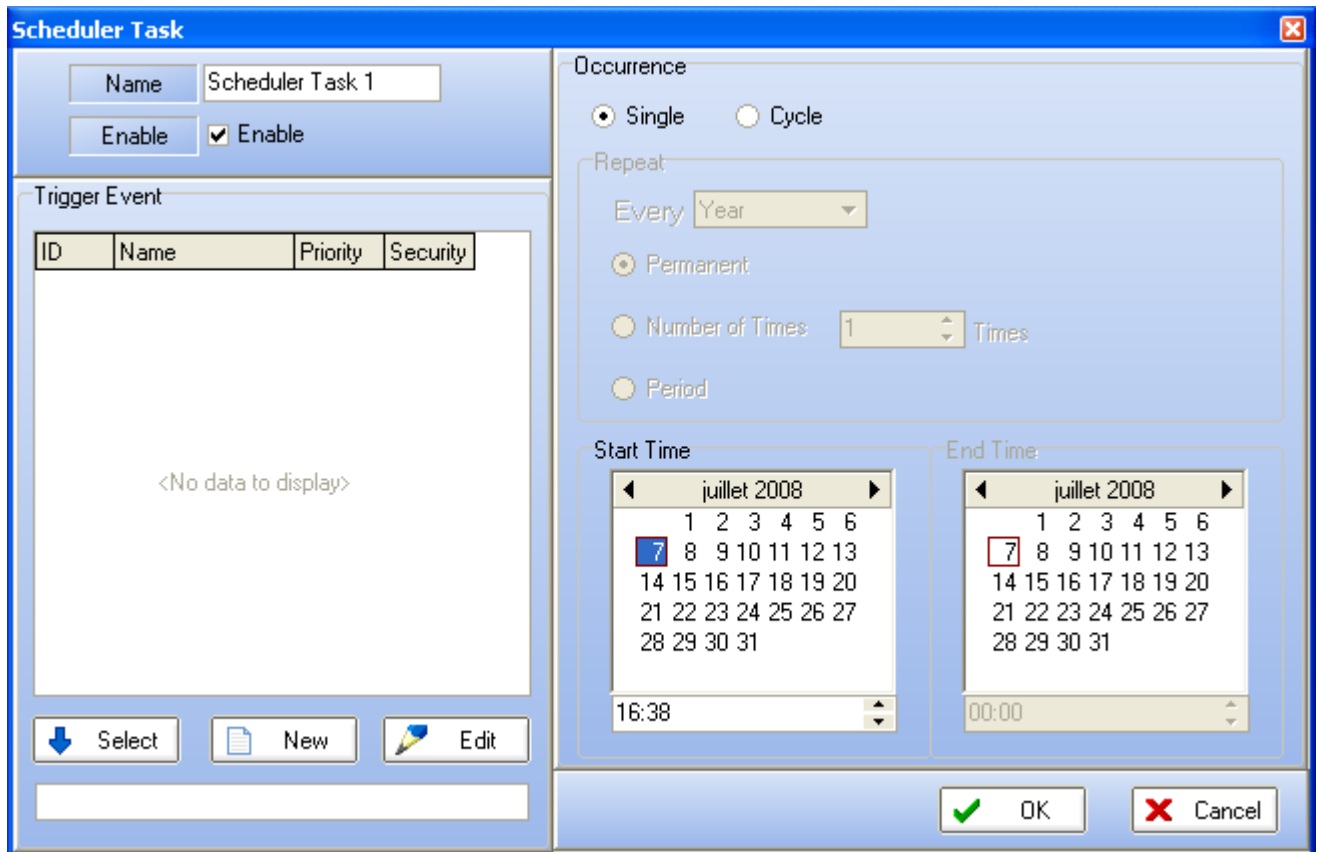 Scheduler Task
Name
Scheduler Task 1
Enable
Enable
Trigger Event
ID Name Priority Security
<No data to display>
Select New Edit
Occurrence
Single Cycle
Repeat
Every Year
Permanent
Number of Times 1 Times
Period
Start Time
juillet 2008
1 2 3 4 5 6
7 8 9 10 11 12 13
14 15 16 17 18 19 20
21 22 23 24 25 26 27
28 29 30 31
16:38
End Time
juillet 2008
1 2 3 4 5 6
7 8 9 10 11 12 13
14 15 16 17 18 19 20
21 22 23 24 25 26 27
28 29 30 31
00:00
OK Cancel